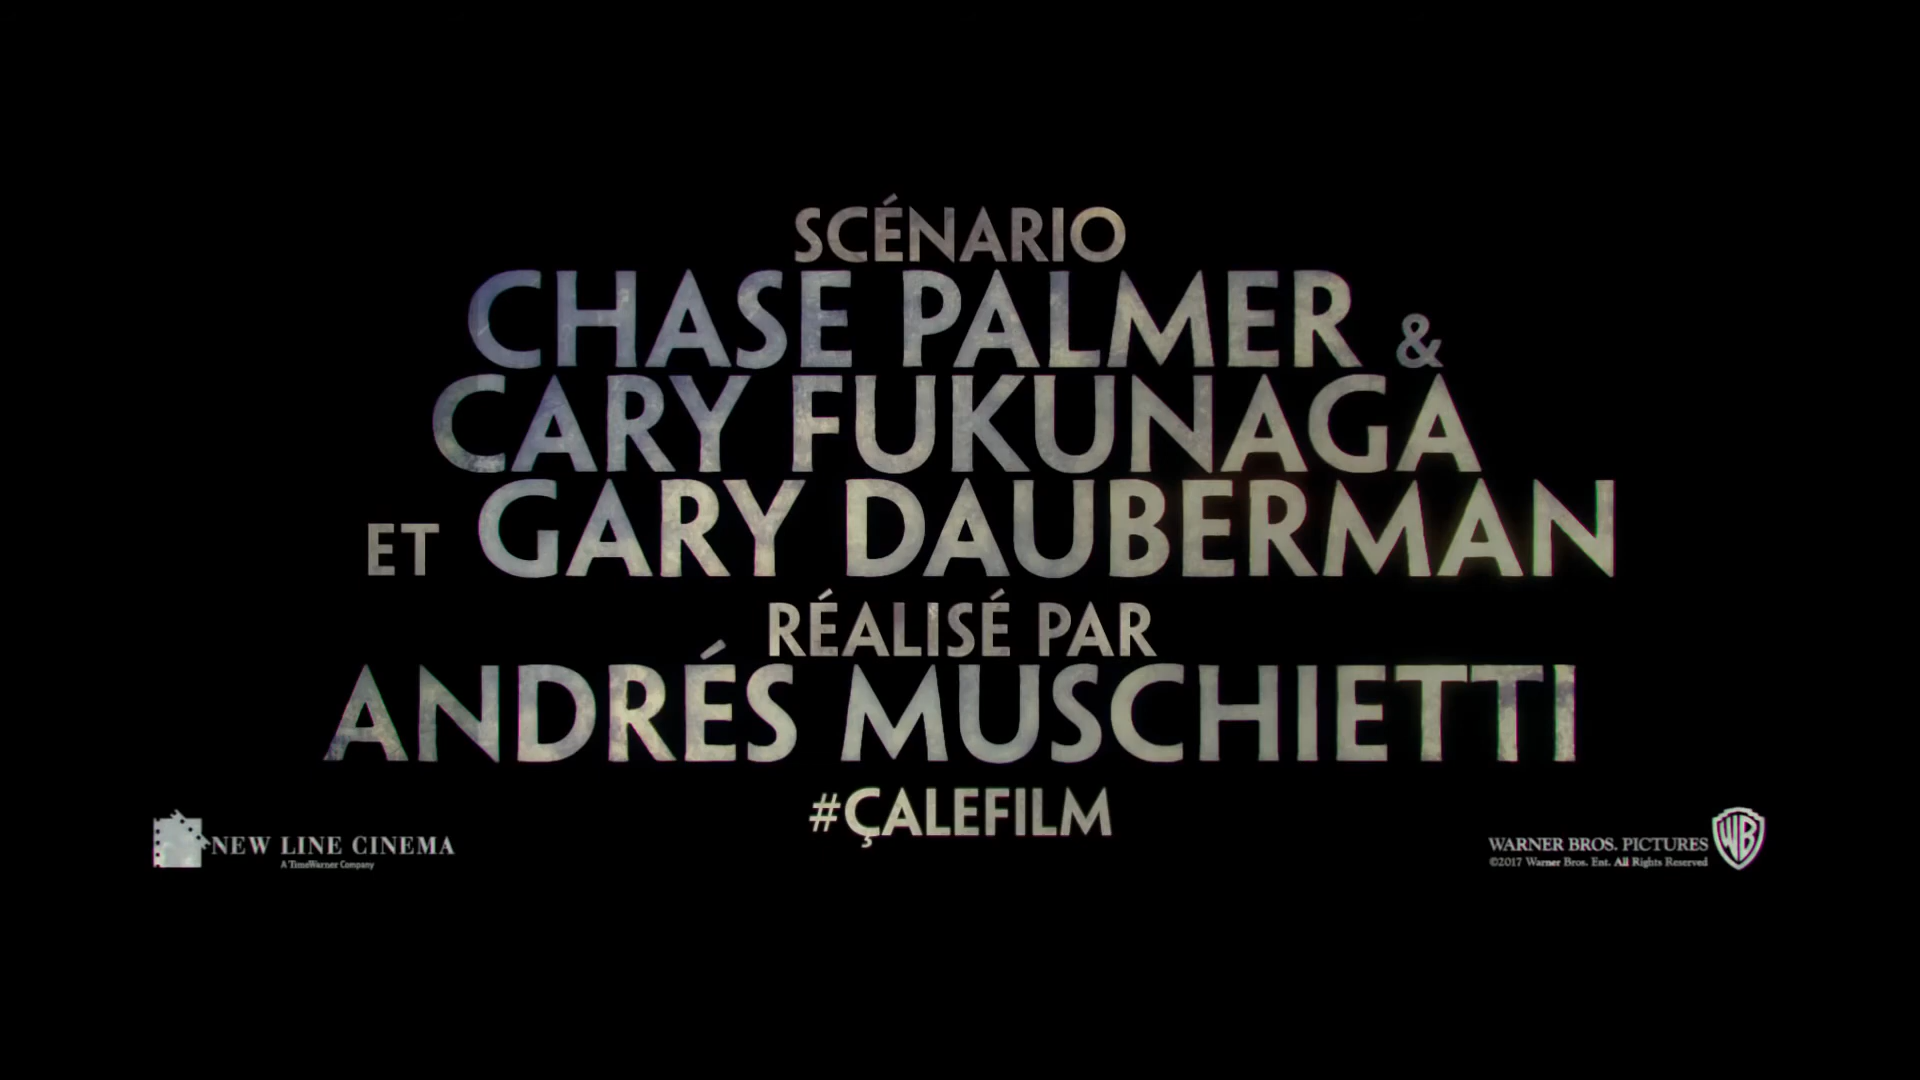 SCÉNARIO
CHASE PALMER &
CARY FUKUNAGA
ET GARY DAUBERMAN
RÉALISÉ PAR
ANDRÉS MUSCHIETTI
#ÇALEFILM
NEW LINE CINEMA
A TimeWarner Company
WARNER BROS. PICTURES
©2017 Warner Bros. Ent. All Rights Reserved
WB